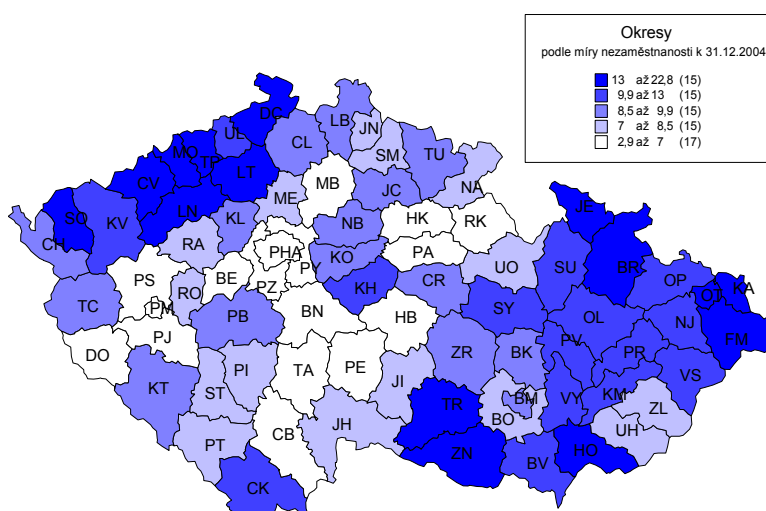 Okresy
podle míry nezaměstnanosti k 31.12.2004
13 až 22,8 (15)
9,9 až 13 (15)
8,5 až 9,9 (15)
7 až 8,5 (15)
2,9 až 7 (17)
DC
UL
LB
JN
MO
TP
CL
SM
TU
CV
LT
MB
JC
NA
SO
KV
LN
KL
ME
NB
HK
RK
JE
CH
RA
PHA
PY
KO
PA
UO
SU
BR
OP
KA
TC
PS
RO
BE
PZ
KH
CR
SY
OL
OT
NJ
FM
PM
PB
BN
HB
PJ
DO
ZR
BK
PV
PR
KT
ST
PI
TA
PE
JI
TR
BO
BM
VY
KM
VS
ZL
UH
PT
CB
JH
ZN
BV
HO
CK